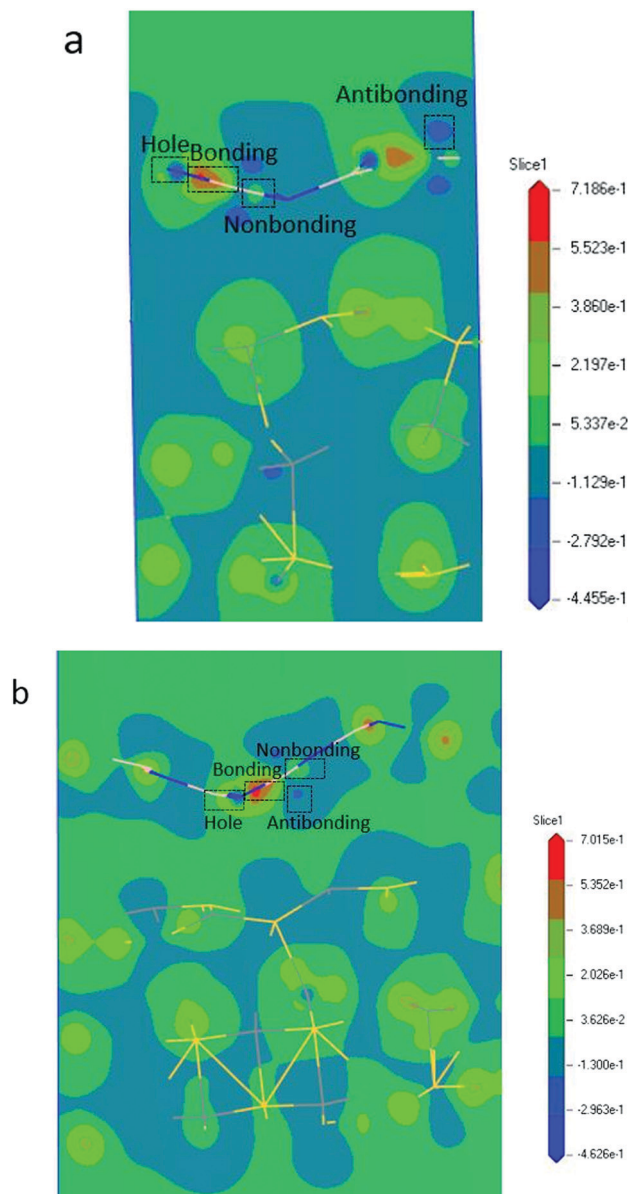 a
Antibonding
Hole
Bonding
Nonbonding
Slice1
7.186e-1
5.523e-1
3.860e-1
2.197e-1
5.337e-2
-1.129e-1
-2.792e-1
-4.455e-1
b
Nonbonding
Bonding
Hole
Antibonding
Slice1
7.015e-1
5.352e-1
3.689e-1
2.026e-1
3.626e-2
-1.300e-1
-2.963e-1
-4.626e-1